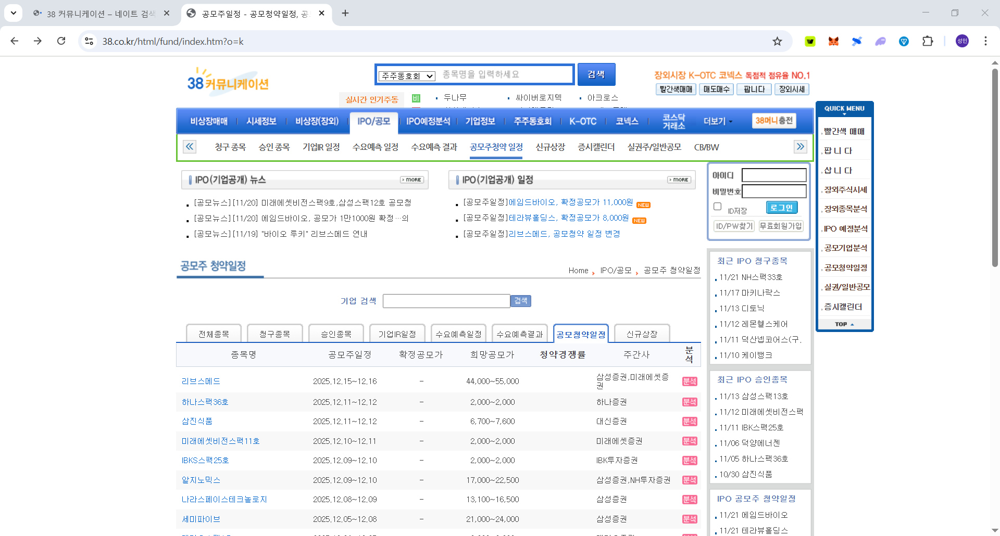 38 커뮤니케이션 – 네이트 검색
공모주일정 - 공모청약일정, 공
38.co.kr/html/fund/index.htm?o=k
성민
38 커뮤니케이션
주주동호회 종목명을 입력하세요 검색
장외시장 K-OTC 코넥스 독점적 점유율 NO.1
빨간색매매 매도매수 팝니다 장외시세
실시간 인기주동 비 두나무 싸이버로지텍 아크로스
비상장매매 시세정보 비상장(장외) IPO/공모 IPO예정분석 기업정보 주주동호회 K-OTC 코넥스 코스닥 거래소 더보기 38머니충전
청구 종목 승인 종목 기업IR 일정 수요예측 일정 수요예측 결과 공모주청약 일정 신규상장 증시캘린더 실권주/일반공모 CB/BW
QUICK MENU
빨간색 매매
팝 니 다
삽 니 다
장외주식시세
장외종목분석
IPO 예정분석
공모기업분석
공모청약일정
실권/일반공모
증시캘린더
TOP
IPO(기업공개) 뉴스 MORE
[공모뉴스][11/20] 미래에셋비전스팩9호,삼성스팩12호 공모청
[공모뉴스][11/20] 에임드바이오, 공모가 1만1000원 확정…의
[공모뉴스][11/19] "바이오 루키" 리브스메드 연내
IPO(기업공개) 일정 MORE
[공모주일정]에임드바이오, 확정공모가 11,000원 NEW
[공모주일정]테라뷰홀딩스, 확정공모가 8,000원 NEW
[공모주일정]리브스메드, 공모청약 일정 변경
아이디
비밀번호
ID저장 로그인
ID/PW찾기 무료회원가입
공모주 청약일정
Home IPO/공모 공모주 청약일정
기업 검색 검색
전체종목 청구종목 승인종목 기업IR일정 수요예측일정 수요예측결과 공모청약일정 신규상장
종목명 공모주일정 확정공모가 희망공모가 청약경쟁률 주간사 분석
리브스메드 2025.12.15~12.16 - 44,000~55,000 삼성증권,미래에셋증권 분석
하나스팩36호 2025.12.11~12.12 - 2,000~2,000 하나증권 분석
삼진식품 2025.12.11~12.12 - 6,700~7,600 대신증권 분석
미래에셋비전스팩11호 2025.12.10~12.11 - 2,000~2,000 미래에셋증권 분석
IBKS스팩25호 2025.12.09~12.10 - 2,000~2,000 IBK투자증권 분석
알지노믹스 2025.12.09~12.10 - 17,000~22,500 삼성증권,NH투자증권 분석
나라스페이스테크놀로지 2025.12.08~12.09 - 13,100~16,500 삼성증권 분석
세미파이브 2025.12.05~12.08 - 21,000~24,000 삼성증권 분석
최근 IPO 청구종목
11/21 NH스팩33호
11/17 마키나락스
11/13 디토닉
11/12 레몬헬스케어
11/11 덕산넵코어스(구.
11/10 케이뱅크
최근 IPO 승인종목
11/13 삼성스팩13호
11/12 미래에셋비전스팩
11/11 IBK스팩25호
11/06 덕양에너젠
11/05 하나스팩36호
10/30 삼진식품
IPO 공모주 청약일정
11/21 에임드바이오
11/21 테라뷰홀딩스